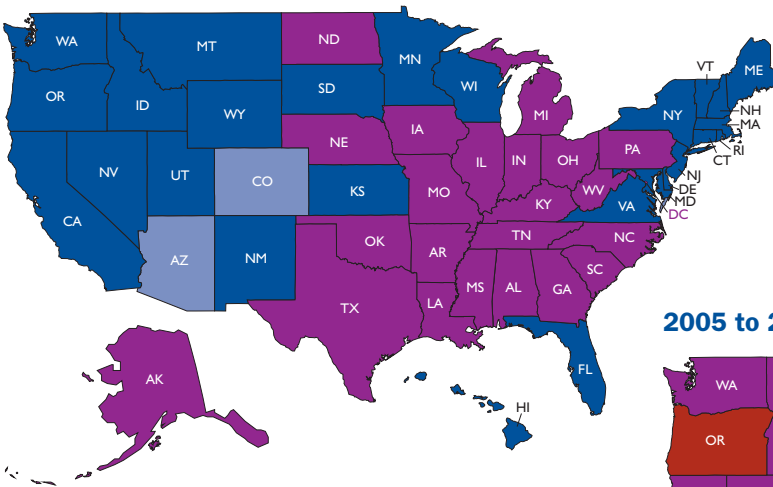 WA
MT
ND
MN
VT
ME
OR
ID
SD
WI
MI
NY
NH
MA
WY
IA
NE
PA
RI
CT
NV
UT
CO
IL
IN
OH
NJ
DE
MD
DC
CA
KS
MO
WV
VA
KY
AZ
NM
OK
AR
TN
NC
SC
TX
LA
MS
AL
GA
FL
AK
HI
2005 to 2
WA
OR